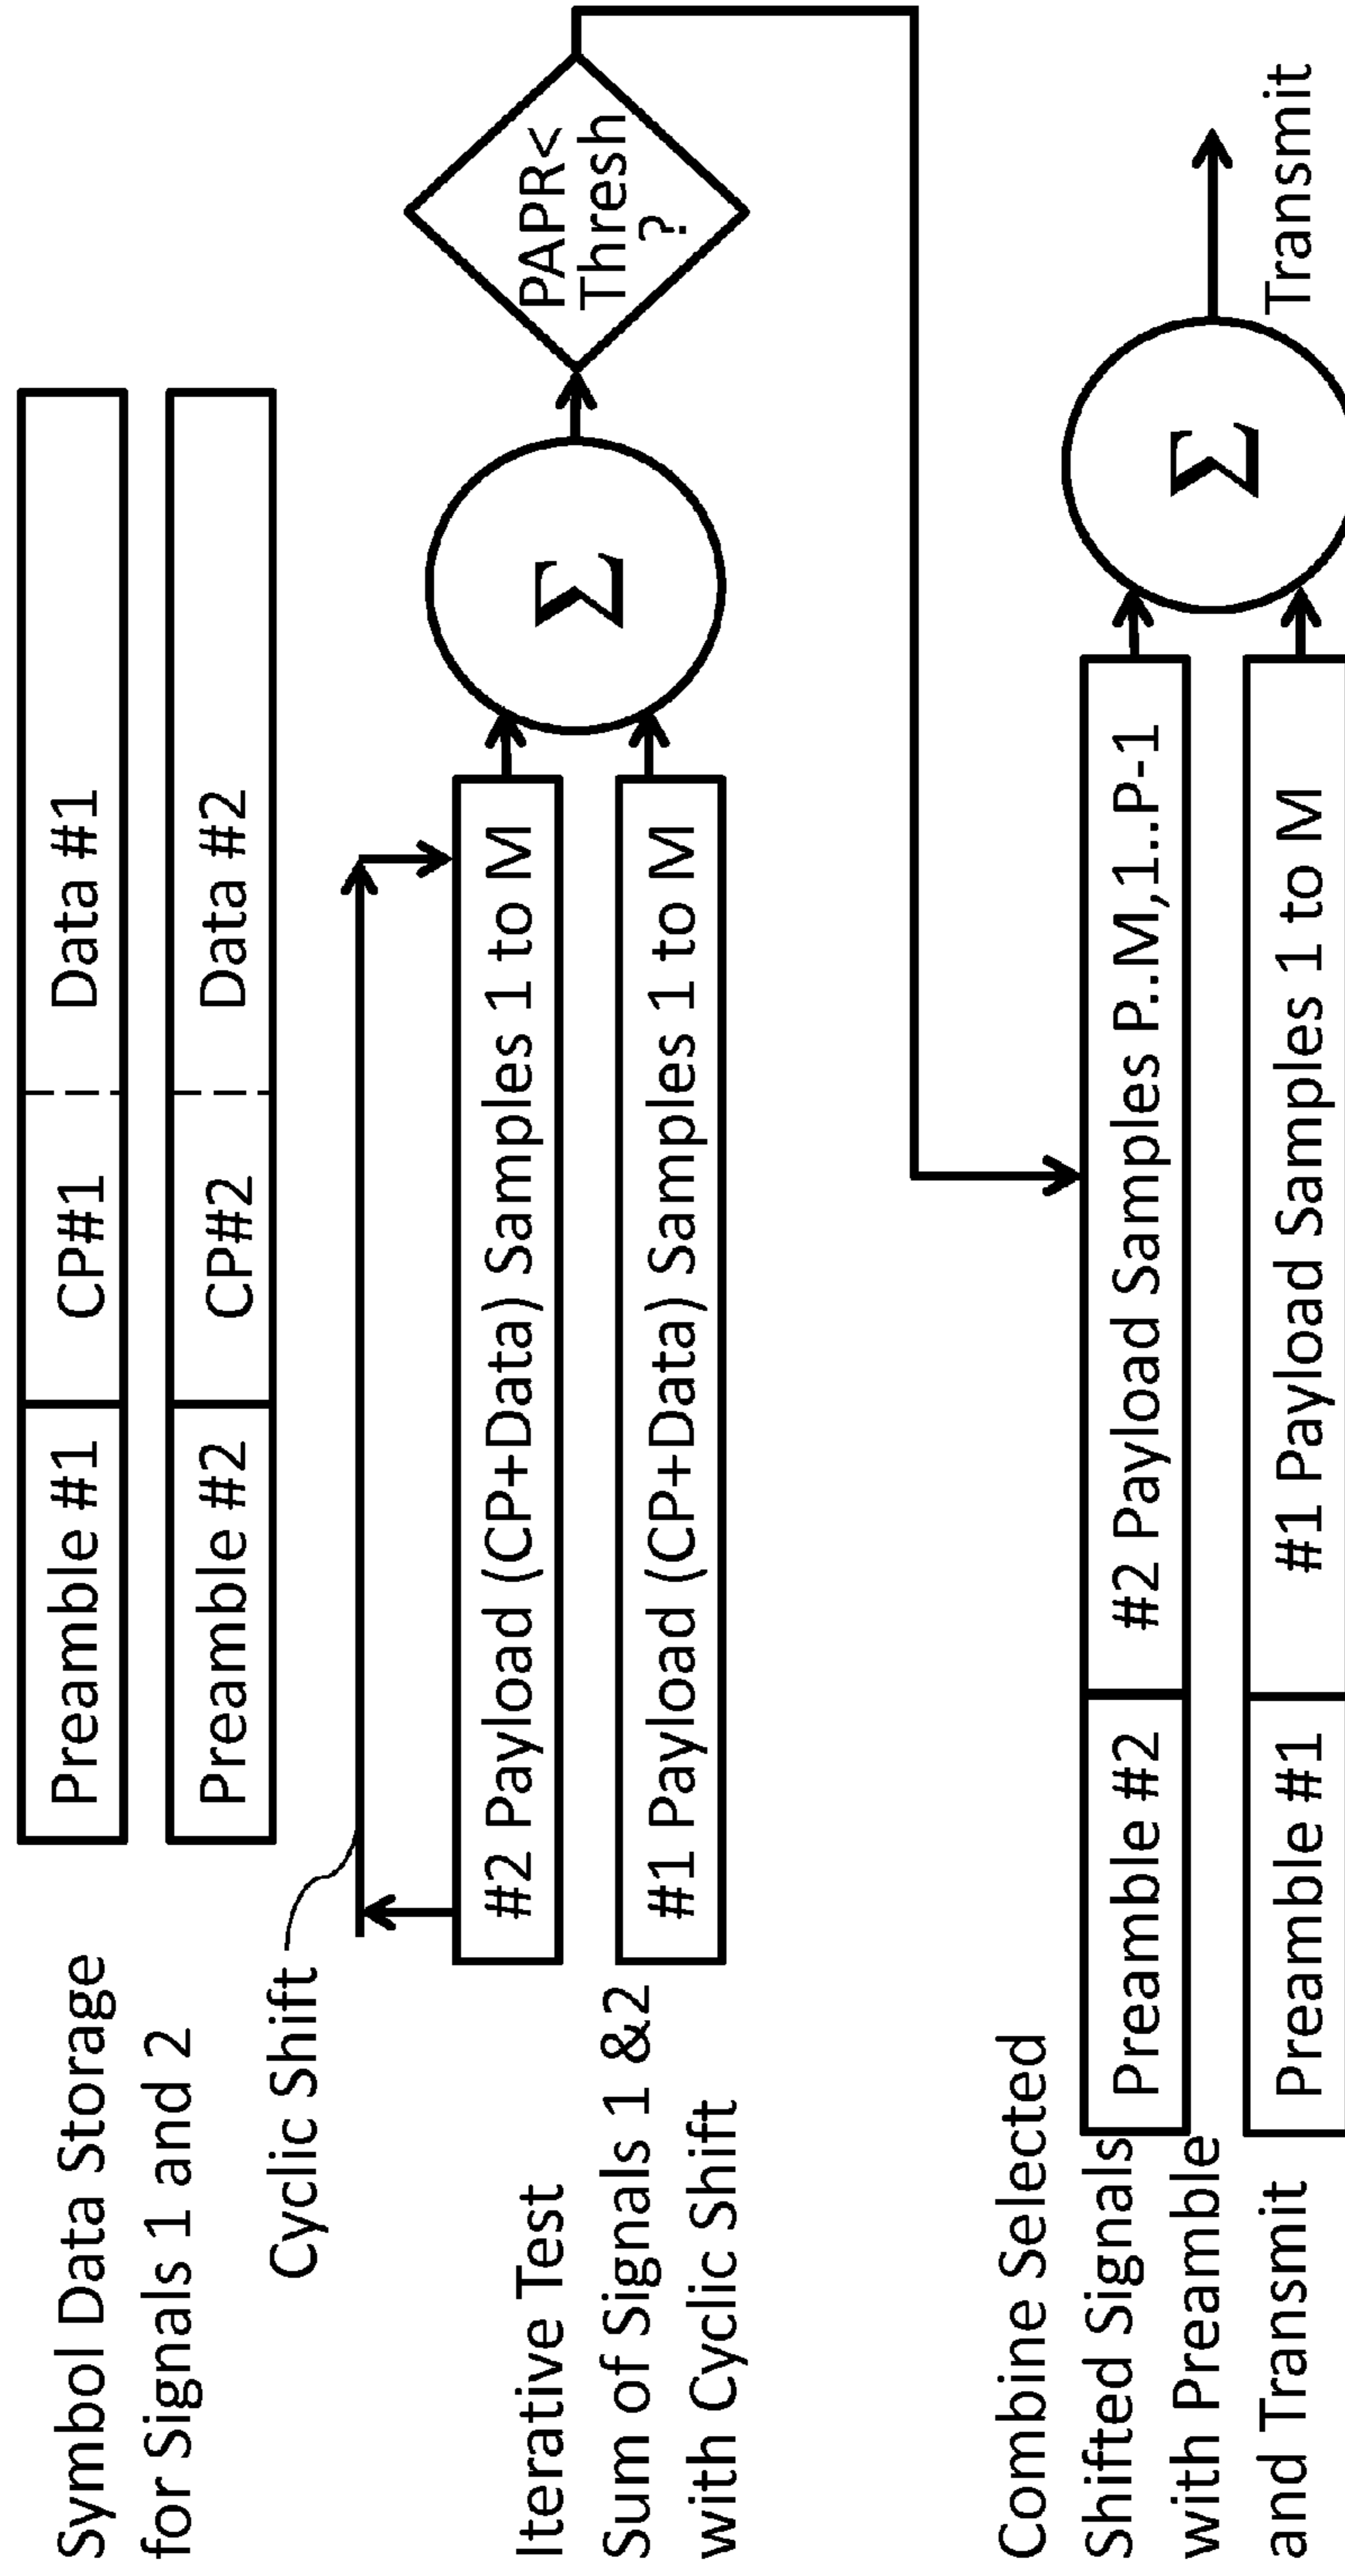 Symbol Data Storage
for Signals 1 and 2
Preamble #1 CP#1 Data #1
Preamble #2 CP#2 Data #2
Cyclic Shift
Iterative Test
Sum of Signals 1 &2
with Cyclic Shift
#2 Payload (CP+Data) Samples 1 to M
#1 Payload (CP+Data) Samples 1 to M
Σ
PAPR<
Thresh
?
Combine Selected
Shifted Signals
with Preamble
and Transmit
Preamble #2 #2 Payload Samples P..M,1..P-1
Preamble #1 #1 Payload Samples 1 to M
Σ
Transmit